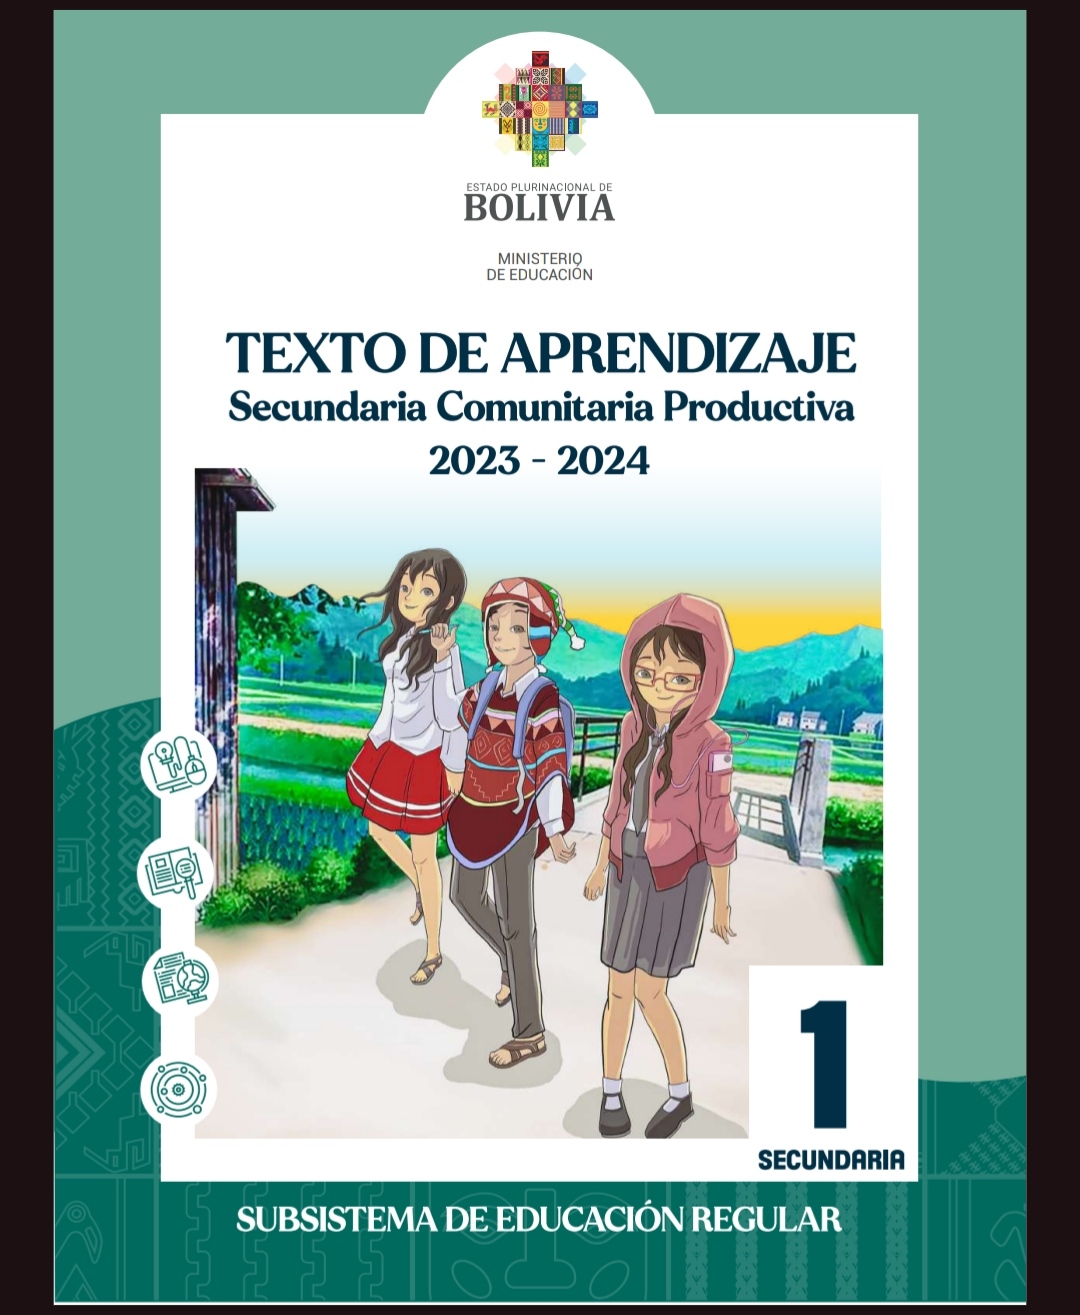 ESTADO PLURINACIONAL DE
BOLIVIA
MINISTERIO
DE EDUCACIÓN
TEXTO DE APRENDIZAJE
Secundaria Comunitaria Productiva
2023 - 2024
1
SECUNDARIA
SUBSISTEMA DE EDUCACIÓN REGULAR